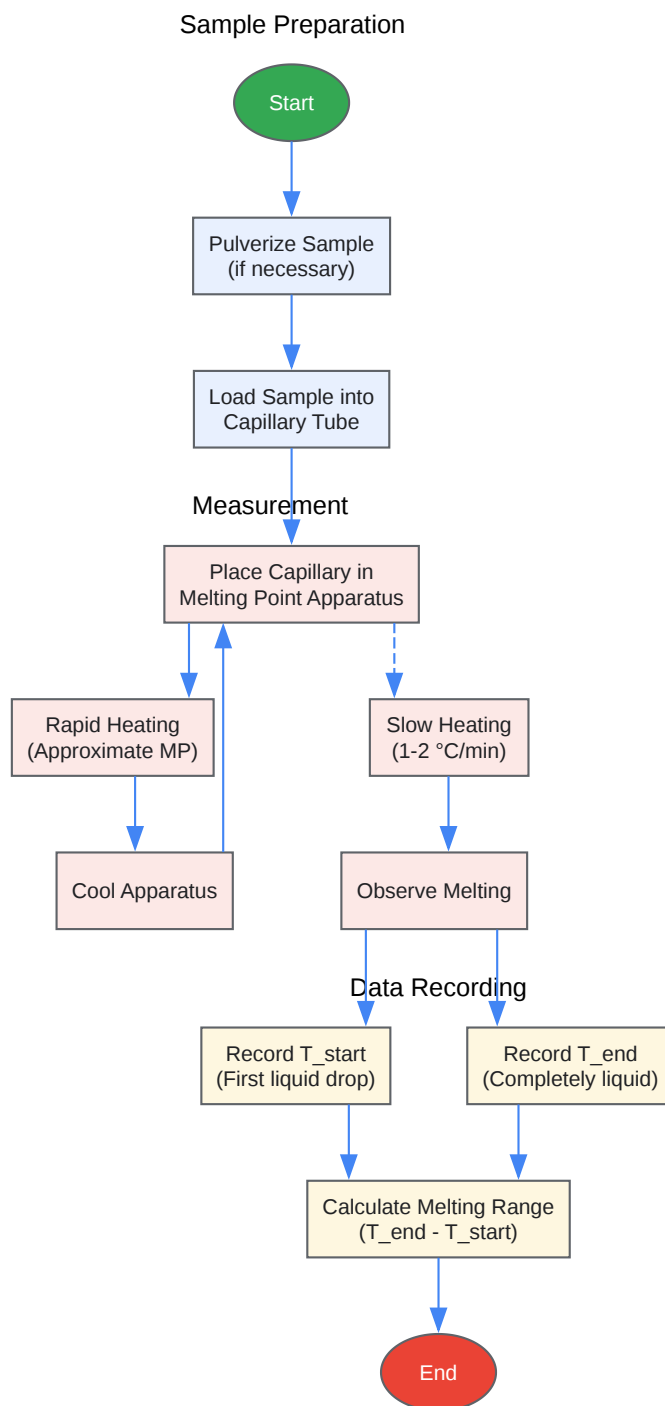 Sample Preparation
Start
Pulverize Sample
(if necessary)
Load Sample into
Capillary Tube
Measurement
Place Capillary in
Melting Point Apparatus
Rapid Heating
(Approximate MP)
Slow Heating
(1-2 °C/min)
Cool Apparatus
Observe Melting
Data Recording
Record T_start
(First liquid drop)
Record T_end
(Completely liquid)
Calculate Melting Range
(T_end - T_start)
End